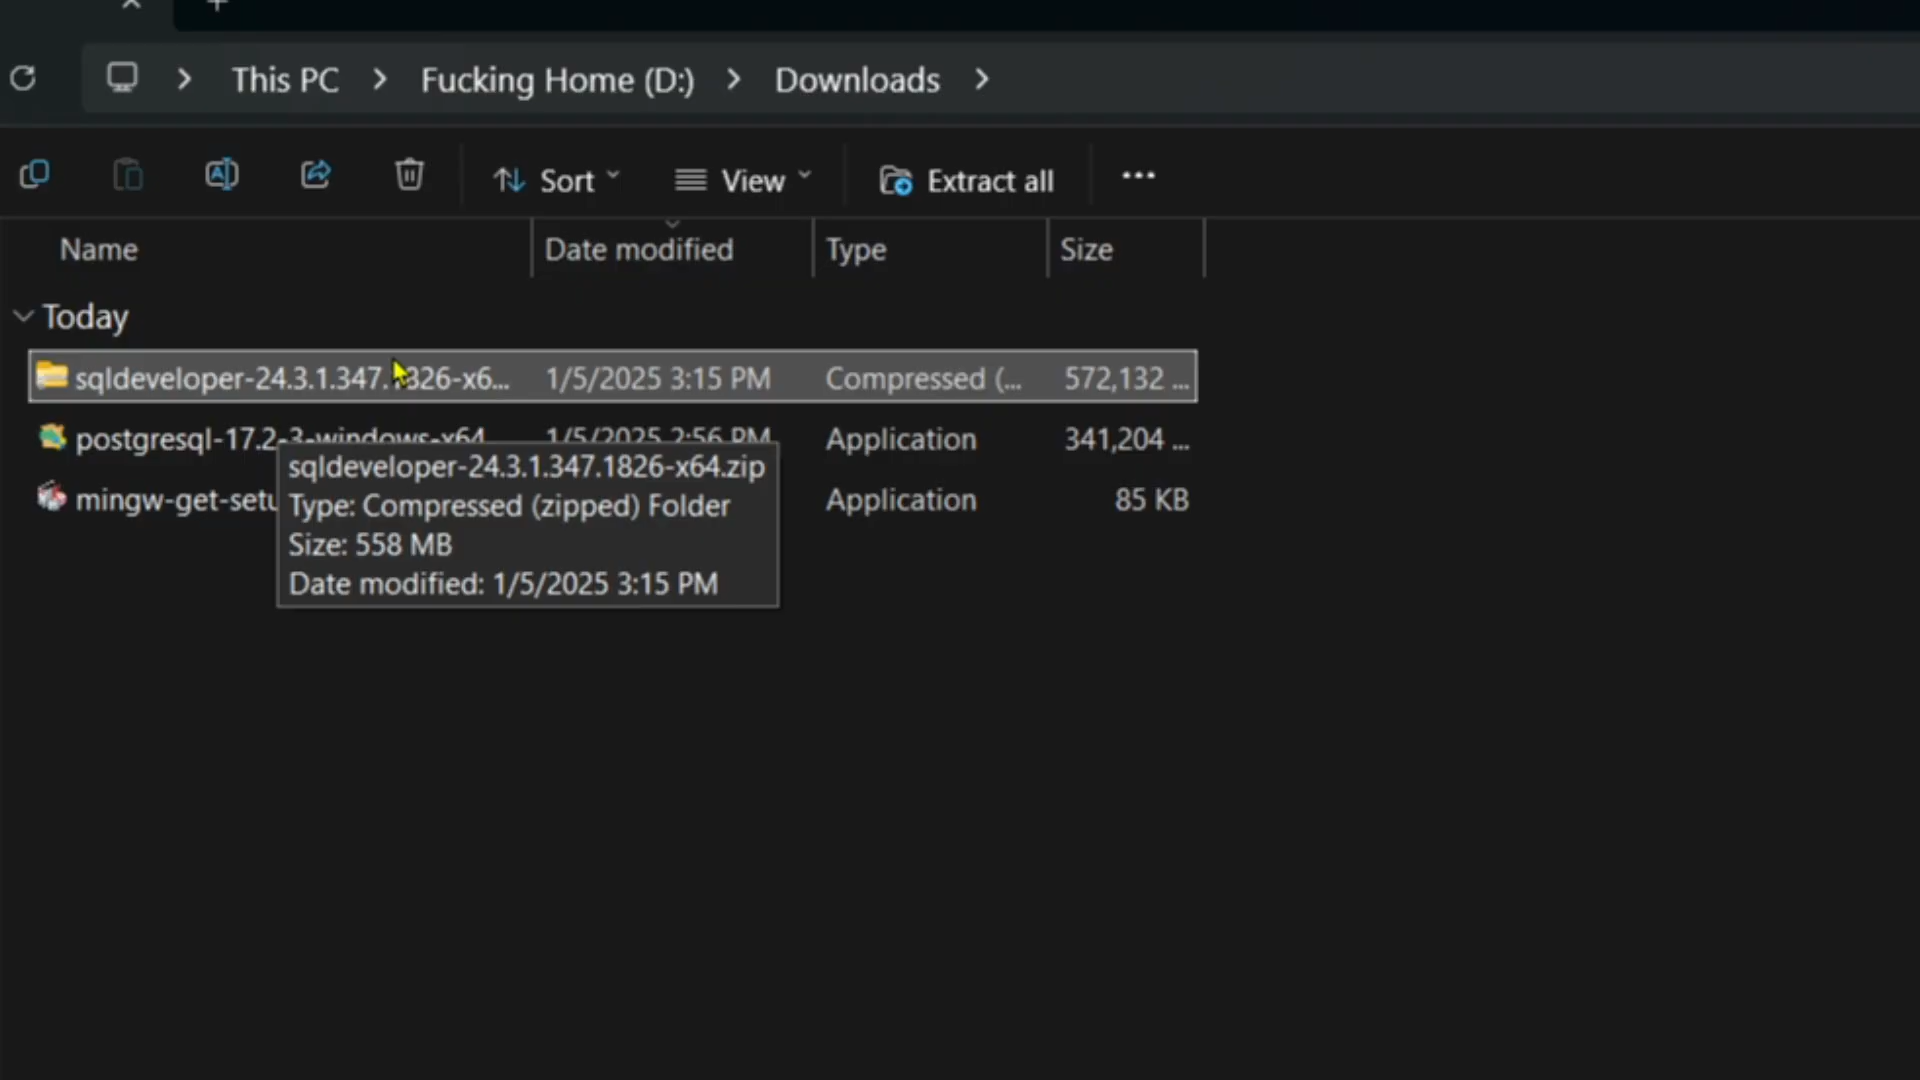 This PC > Fucking Home (D:) > Downloads >
Sort View Extract all ...
Name Date modified Type Size
Today
sqldeveloper-24.3.1.347.1826-x6... 1/5/2025 3:15 PM Compressed (... 572,132 ...
postgresql-17.2-3-windows-x64 1/5/2025 2:56 PM Application 341,204 ...
mingw-get-setu Application 85 KB
sqldeveloper-24.3.1.347.1826-x64.zip
Type: Compressed (zipped) Folder
Size: 558 MB
Date modified: 1/5/2025 3:15 PM